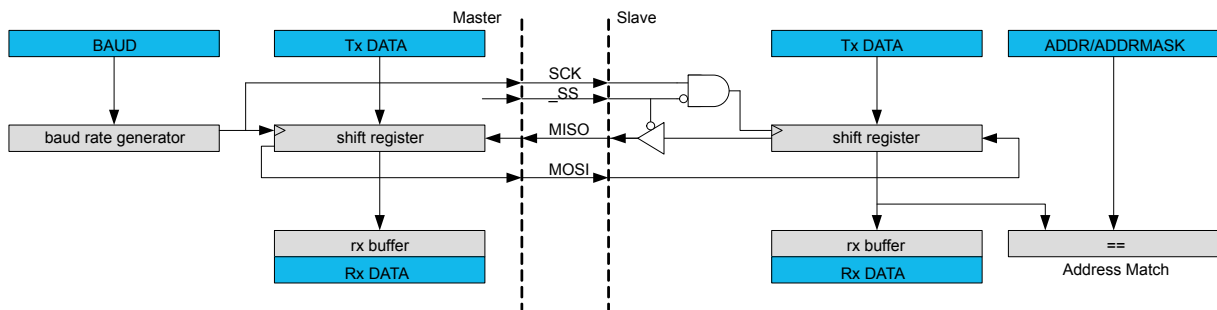 Master
Slave
BAUD
Tx DATA
Tx DATA
ADDR/ADDRMASK
SCK
_SS
baud rate generator
shift register
MISO
shift register
MOSI
rx buffer
rx buffer
==
Rx DATA
Rx DATA
Address Match